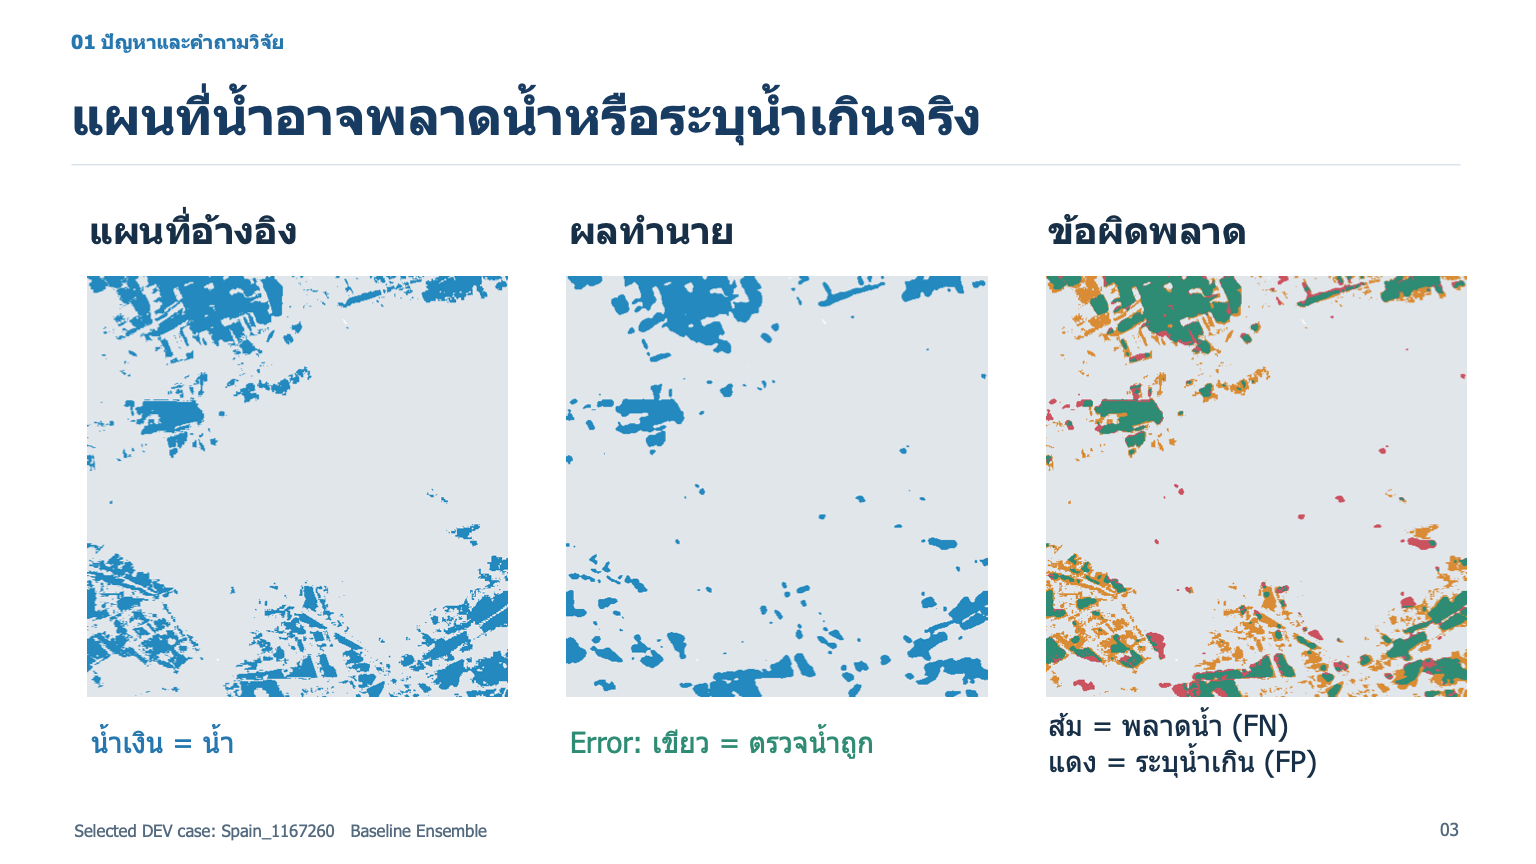 01 ปัญหาและคำถามวิจัย
แผนที่น้ำอาจพลาดน้ำหรือระบุน้ำเกินจริง
แผนที่อ้างอิง
ผลทำนาย
ข้อผิดพลาด
น้ำเงิน = น้ำ
Error: เขียว = ตรวจน้ำถูก
ส้ม = พลาดน้ำ (FN)
แดง = ระบุน้ำเกิน (FP)
Selected DEV case: Spain_1167260 Baseline Ensemble
03